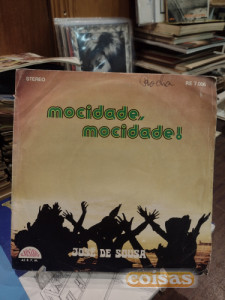 STEREO
mocidade,
mocidade!
JOSÉ DE SOUSA
coisas